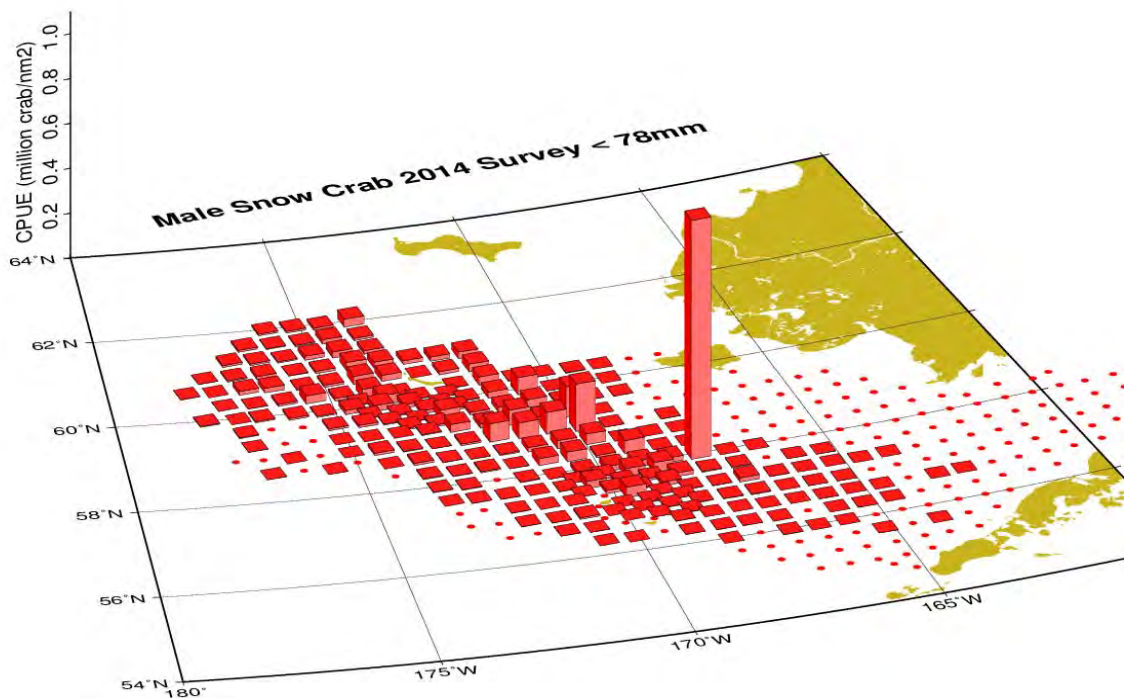 CPUE (million crab/nm2)
1.0
0.8
0.6
0.4
0.2
Male Snow Crab 2014 Survey < 78mm
64˚N
62˚N
60˚N
58˚N
56˚N
54˚N
180˚
175˚W
170˚W
165˚W